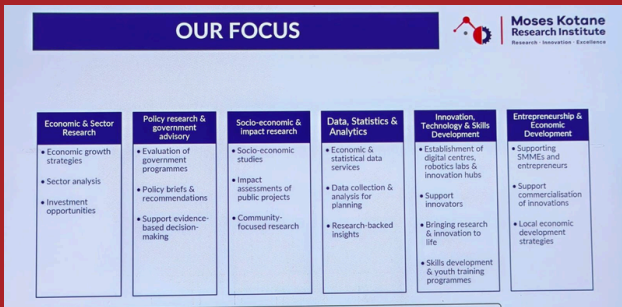 OUR FOCUS
Moses Kotane
Research Institute
Research - Innovation - Excellence
Economic & Sector
Research
• Economic growth
strategies
• Sector analysis
• Investment
opportunities
Policy research &
government
advisory
• Evaluation of
government
programmes
• Policy briefs &
recommendations
• Support evidence-
based decision-
making
Socio-economic &
impact research
• Socio-economic
studies
• Impact
assessments of
public projects
• Community-
focused research
Data, Statistics &
Analytics
• Economic &
statistical data
services
• Data collection &
analysis for
planning
• Research-backed
insights
Innovation,
Technology & Skills
Development
• Establishment of
digital centres,
robotics labs &
innovation hubs
• Support
innovators
• Bringing research
& innovation to
life
• Skills development
& youth training
programmes
Entrepreneurship &
Economic
Development
• Supporting
SMMEs and
entrepreneurs
• Support
commercialisation
of innovations
• Local economic
development
strategies